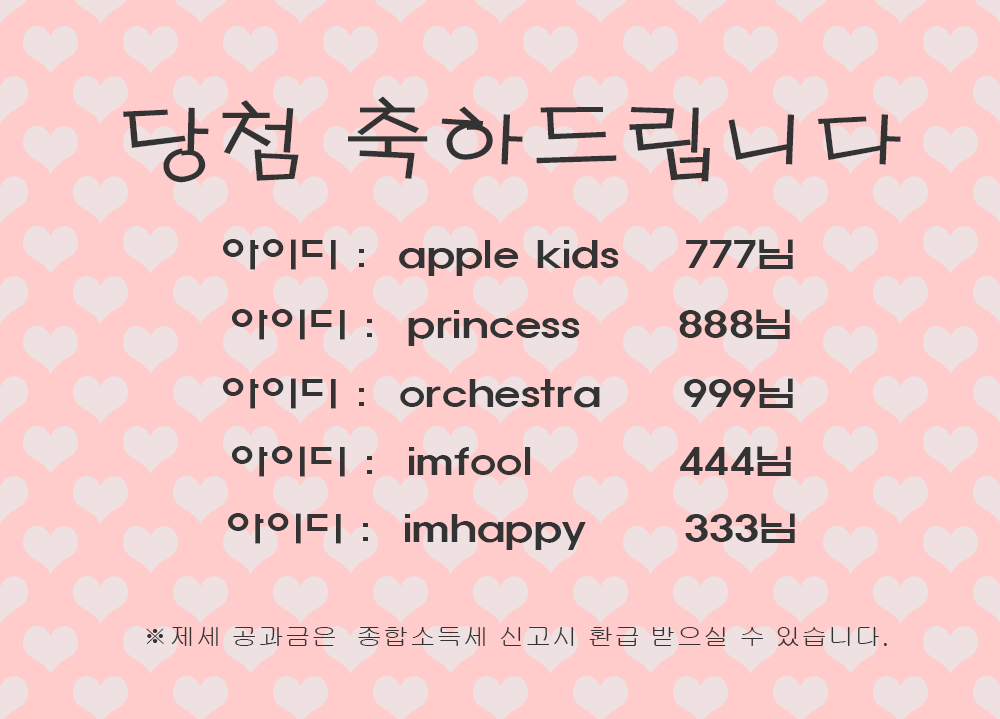 당첨 축하드립니다
아이디 : apple kids 777님
아이디 : princess 888님
아이디 : orchestra 999님
아이디 : imfool 444님
아이디 : imhappy 333님
※제세 공과금은 종합소득세 신고시 환급 받으실 수 있습니다.